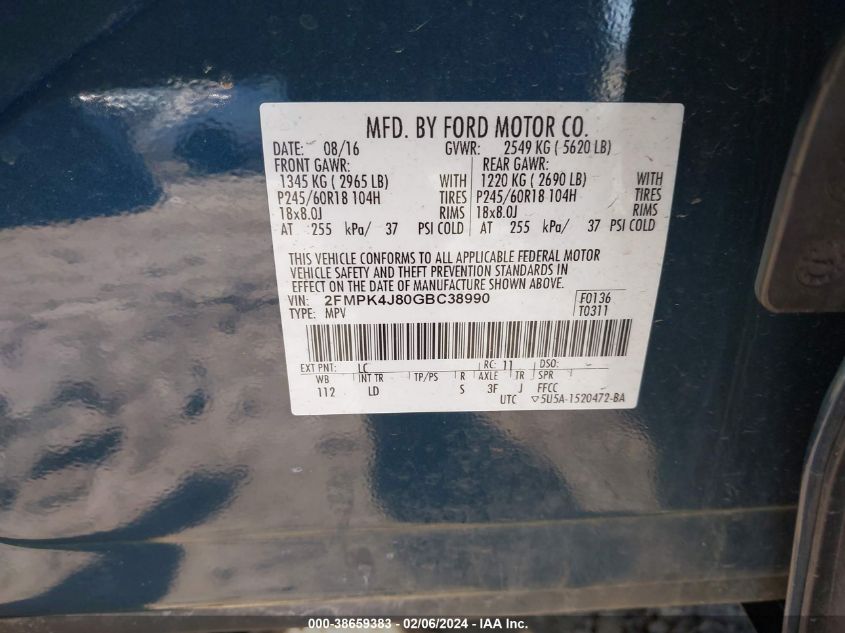 MFD. BY FORD MOTOR CO.
DATE: 08/16 GVWR: 2549 KG ( 5620 LB)
FRONT GAWR: REAR GAWR:
1345 KG ( 2965 LB) WITH 1220 KG ( 2690 LB) WITH
P245/60R18 104H TIRES P245/60R18 104H TIRES
18x8.0J RIMS 18x8.0J RIMS
AT 255 kPa/ 37 PSI COLD AT 255 kPa/ 37 PSI COLD
THIS VEHICLE CONFORMS TO ALL APPLICABLE FEDERAL MOTOR
VEHICLE SAFETY AND THEFT PREVENTION STANDARDS IN
EFFECT ON THE DATE OF MANUFACTURE SHOWN ABOVE.
VIN: 2FMPK4J80GBC38990 F0136
TYPE: MPV T0311
EXT PNT: LC RC: 11 DSO:
WB INT TR TP/PS R AXLE TR SPR
112 LD S 3F J FFCC
UTC ▽5U5A-1520472-BA
000-38659383 - 02/06/2024 - IAA Inc.